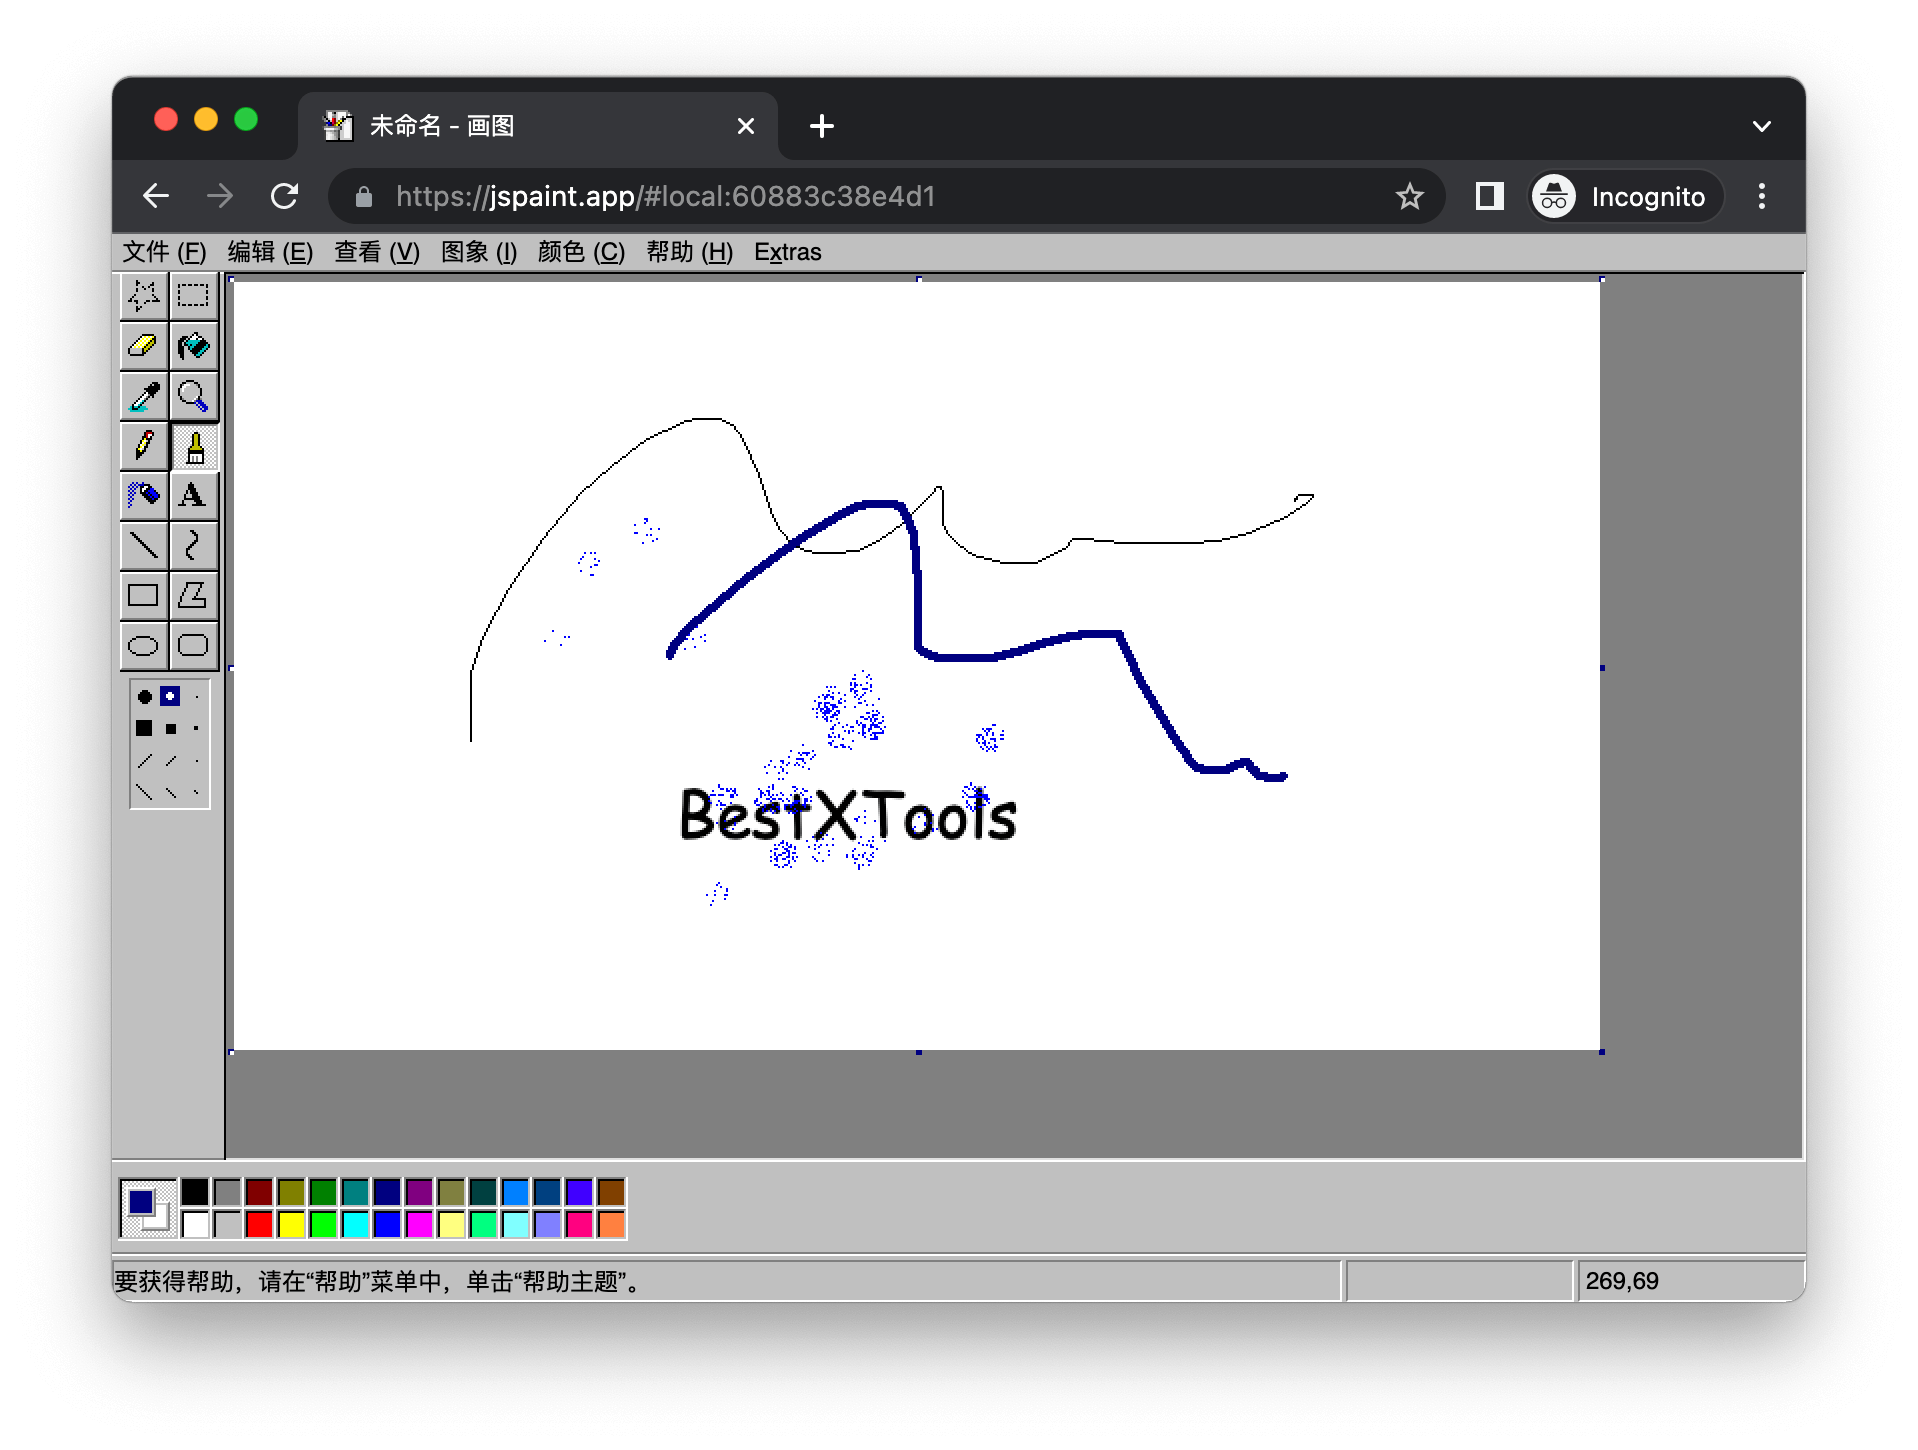 未命名 - 画图
https://jspaint.app/#local:60883c38e4d1
Incognito
文件 (F) 编辑 (E) 查看 (V) 图象 (I) 颜色 (C) 帮助 (H) Extras
A
BestXTools
要获得帮助，请在“帮助”菜单中，单击“帮助主题”。
269,69